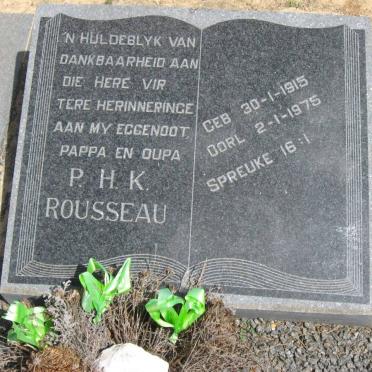 'N HULDEBLYK VAN
DANKBAARHEID AAN
DIE HERE VIR
TERE HERINNERINGE
AAN MY EGGENOOT
PAPPA EN OUPA
P. H. K.
ROUSSEAU
GEB 30-1-1915
OORL 2-1-1975
SPREUKE 16:1